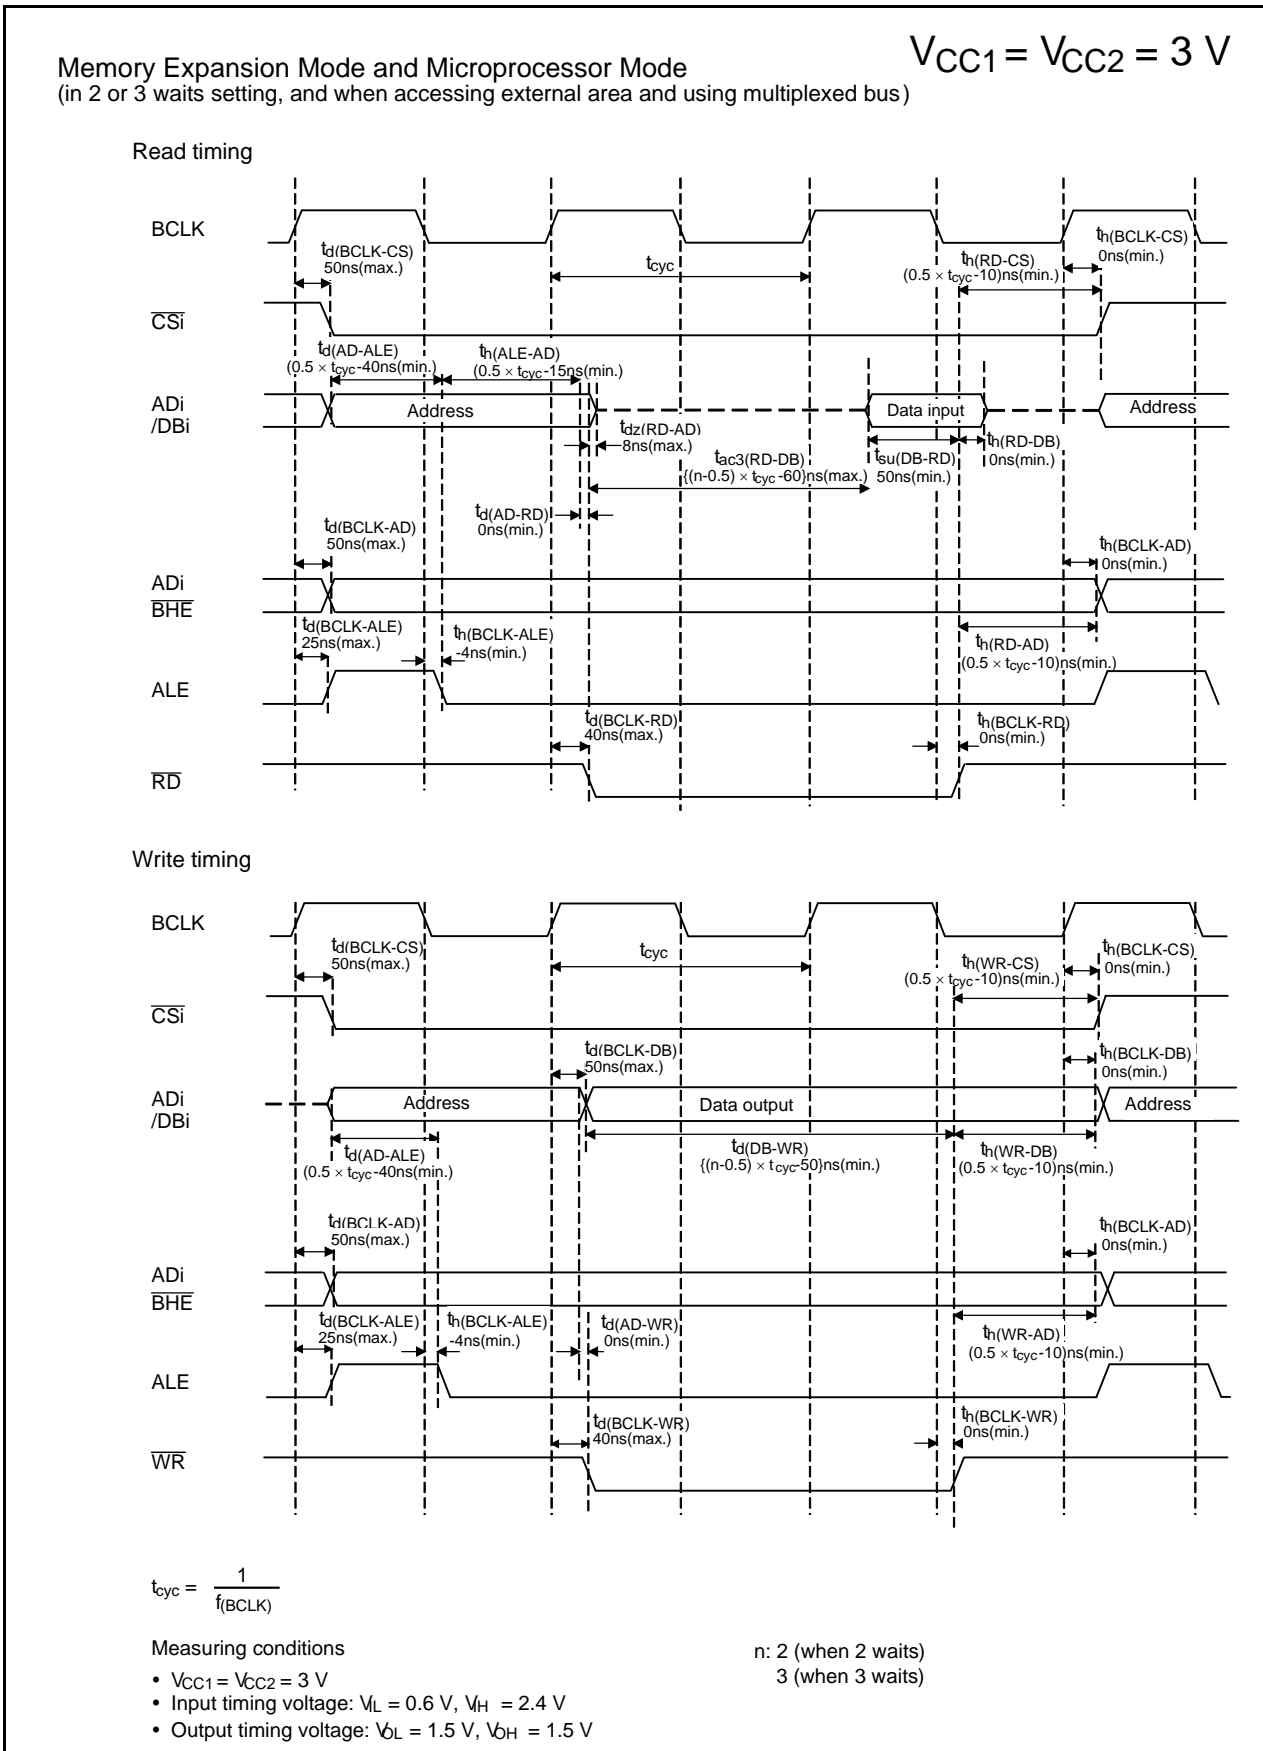 VCC1 = VCC2 = 3 V
Memory Expansion Mode and Microprocessor Mode
(in 2 or 3 waits setting, and when accessing external area and using multiplexed bus)
Read timing
BCLK
td(BCLK-CS)
50ns(max.)
tcyc
th(RD-CS)
(0.5 × tcyc-10)ns(min.)
th(BCLK-CS)
0ns(min.)
CSi
td(AD-ALE)
(0.5 × tcyc-40ns(min.)
th(ALE-AD)
(0.5 × tcyc-15ns(min.)
ADi
/DBi
Address
Data input
Address
tdz(RD-AD)
8ns(max.)
tac3(RD-DB)
{(n-0.5) × tcyc-60}ns(max.)
tsu(DB-RD)
50ns(min.)
th(RD-DB)
0ns(min.)
td(AD-RD)
0ns(min.)
td(BCLK-AD)
50ns(max.)
th(BCLK-AD)
0ns(min.)
ADi
BHE
td(BCLK-ALE)
25ns(max.)
th(BCLK-ALE)
-4ns(min.)
th(RD-AD)
(0.5 × tcyc-10)ns(min.)
ALE
td(BCLK-RD)
40ns(max.)
th(BCLK-RD)
0ns(min.)
RD
Write timing
BCLK
td(BCLK-CS)
50ns(max.)
tcyc
th(WR-CS)
(0.5 × tcyc-10)ns(min.)
th(BCLK-CS)
0ns(min.)
CSi
td(BCLK-DB)
50ns(max.)
th(BCLK-DB)
0ns(min.)
ADi
/DBi
Address
Data output
Address
td(AD-ALE)
(0.5 × tcyc-40ns(min.)
td(DB-WR)
{(n-0.5) × tcyc-50}ns(min.)
th(WR-DB)
(0.5 × tcyc-10)ns(min.)
td(BCLK-AD)
50ns(max.)
th(BCLK-AD)
0ns(min.)
ADi
BHE
td(BCLK-ALE)
25ns(max.)
th(BCLK-ALE)
-4ns(min.)
td(AD-WR)
0ns(min.)
th(WR-AD)
(0.5 × tcyc-10)ns(min.)
ALE
td(BCLK-WR)
40ns(max.)
th(BCLK-WR)
0ns(min.)
WR
tcyc = 1
f(BCLK)
Measuring conditions
• VCC1 = VCC2 = 3 V
• Input timing voltage: VIL = 0.6 V, VIH = 2.4 V
• Output timing voltage: VOL = 1.5 V, VOH = 1.5 V
n: 2 (when 2 waits)
3 (when 3 waits)